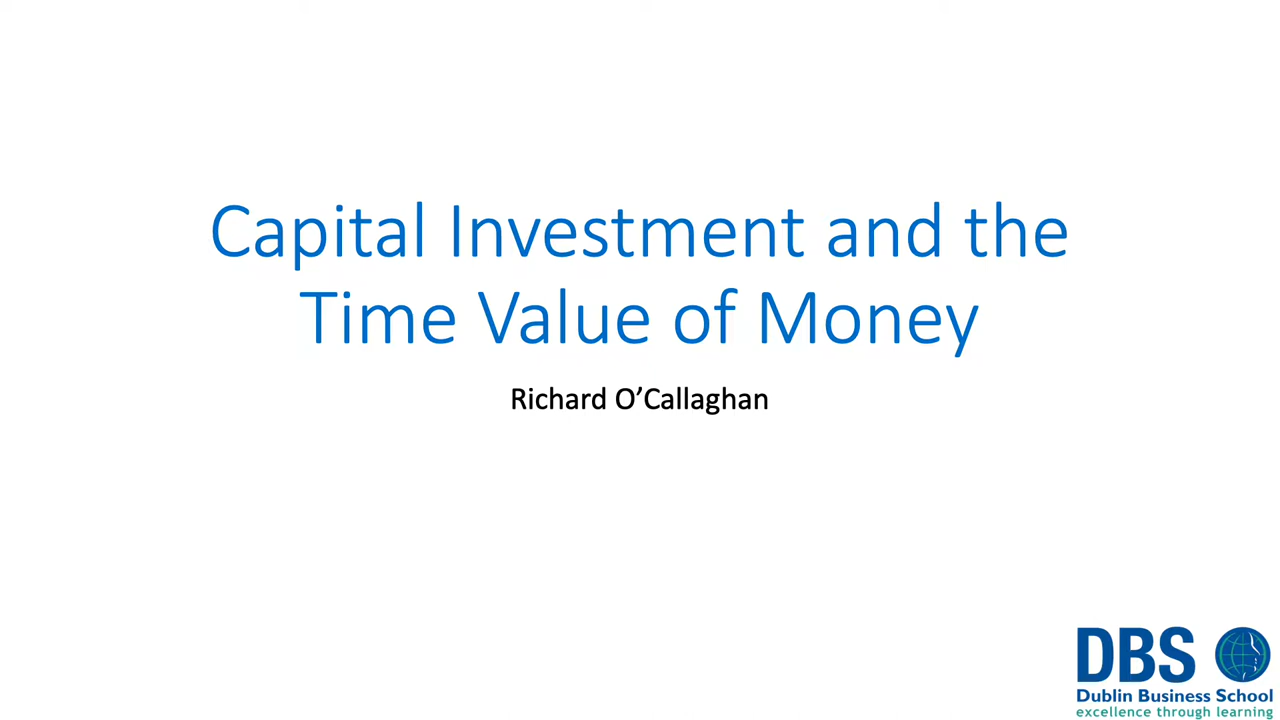 Capital Investment and the
Time Value of Money
Richard O’Callaghan
DBS
Dublin Business School
excellence through learning